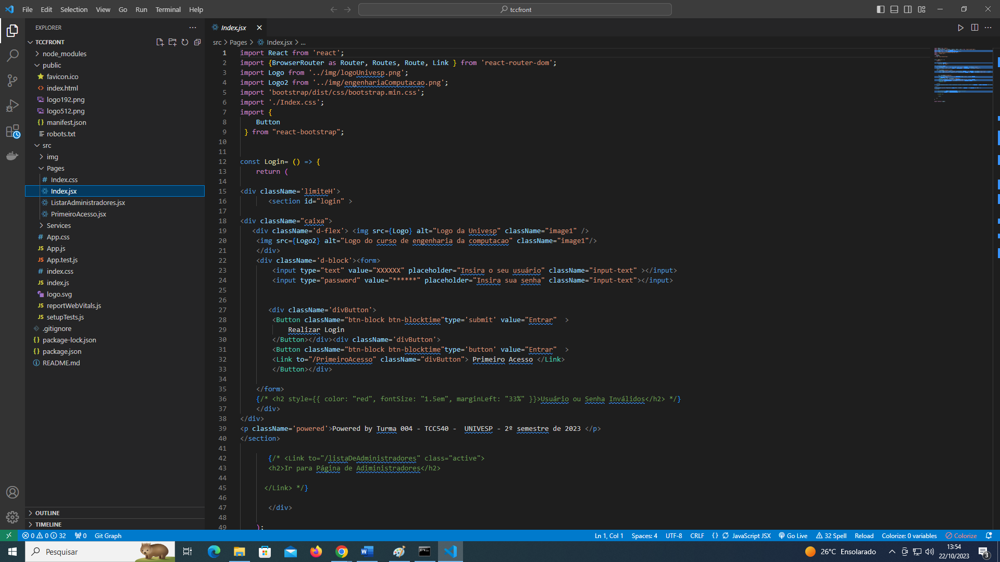 File Edit Selection View Go Run Terminal Help
tccfront
EXPLORER
TCCFRONT
node_modules
public
favicon.ico
index.html
logo192.png
logo512.png
manifest.json
robots.txt
src
img
Pages
Index.css
Index.jsx
ListarAdministradores.jsx
PrimeiroAcesso.jsx
Services
App.css
App.js
App.test.js
index.css
index.js
logo.svg
reportWebVitals.js
setupTests.js
.gitignore
package-lock.json
package.json
README.md
OUTLINE
TIMELINE
Index.jsx
src > Pages > Index.jsx > ...
1 import React from 'react';
2 import {BrowserRouter as Router, Routes, Route, Link } from 'react-router-dom';
3 import Logo from '../img/logoUnivesp.png';
4 import Logo2 from '../img/engenhariaComputacao.png';
5 import 'bootstrap/dist/css/bootstrap.min.css';
6 import './Index.css';
7 import {
8 Button
9 } from "react-bootstrap";
10
11
12 const Login= () => {
13 return (
14
15 <div className='limiteH'>
16 <section id="login" >
17
18 <div className="caixa">
19 <div className='d-flex'> <img src={Logo} alt="Logo da Univesp" className="image1" />
20 <img src={Logo2} alt="Logo do curso de engenharia da computacao" className="image1"/>
21 </div>
22 <div className='d-block'><form>
23 <input type="text" value="XXXXXX" placeholder="Insira o seu usuário" className="input-text" ></input>
24 <input type="password" value="******" placeholder="Insira sua senha" className="input-text"></input>
25
26
27 <div className='divButton'>
28 <Button className="btn-block btn-blocktime"type='submit' value="Entrar" >
29 Realizar Login
30 </Button></div><div className='divButton'>
31 <Button className="btn-block btn-blocktime"type='button' value="Entrar" >
32 <Link to="/PrimeiroAcesso" className="divButton"> Primeiro Acesso </Link>
33 </Button></div>
34
35 </form>
36 {/* <h2 style={{ color: "red", fontSize: "1.5em", marginLeft: "33%" }}>Usuário ou Senha Inválidos</h2> */}
37 </div>
38 </div>
39 <p className='powered'>Powered by Turma 004 - TCC540 - UNIVESP - 2º semestre de 2023 </p>
40 </section>
41
42 {/* <Link to="/listaDeAdministradores" class="active">
43 <h2>Ir para Página de Adiministradores</h2>
44
45 </Link> */}
46
47 </div>
48
49 );
0 0 32 0 Git Graph Ln 1, Col 1 Spaces: 4 UTF-8 CRLF {} JavaScript JSX Go Live 32 Spell Reload Colorize: 0 variables Colorize
Pesquisar 26°C Ensolarado 13:54
22/10/2023 3